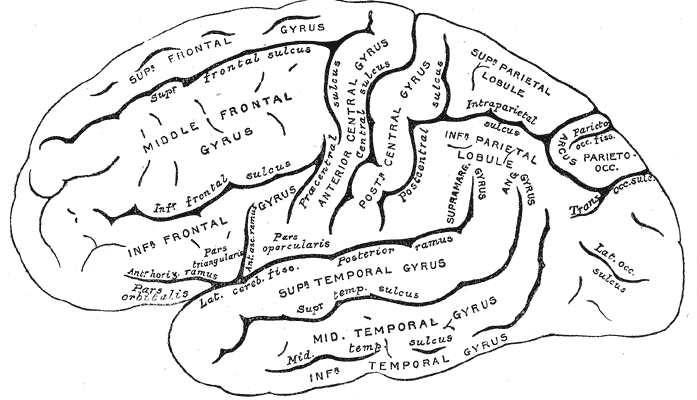 SUPR FRONTAL GYRUS
Supr frontal sulcus
MIDDLE FRONTAL
GYRUS
Infr frontal sulcus
INFR FRONTAL GYRUS
Pars
triangularis
Ant. asc. ramus
Pars
opercularis
Ant. horiz. ramus
Pars
orbitalis
Præcentral sulcus
ANTERIOR CENTRAL GYRUS
Central sulcus
POSTR CENTRAL GYRUS
Postcentral sulcus
SUPR PARIETAL
LOBULE
Intraparietal
sulcus
INFR PARIETAL
LOBULE
SUPRAMARG. GYRUS
ANG. GYRUS
ARCUS
PARIETO-
OCC.
Parieto
occ. fiss.
Trans. occ. sulc.
Lat. occ.
sulcus
Lat. cereb. fiss. Posterior ramus
SUPR TEMPORAL GYRUS
Supr temp. sulcus
MID. TEMPORAL GYRUS
Mid. temp. sulcus
INFR TEMPORAL GYRUS